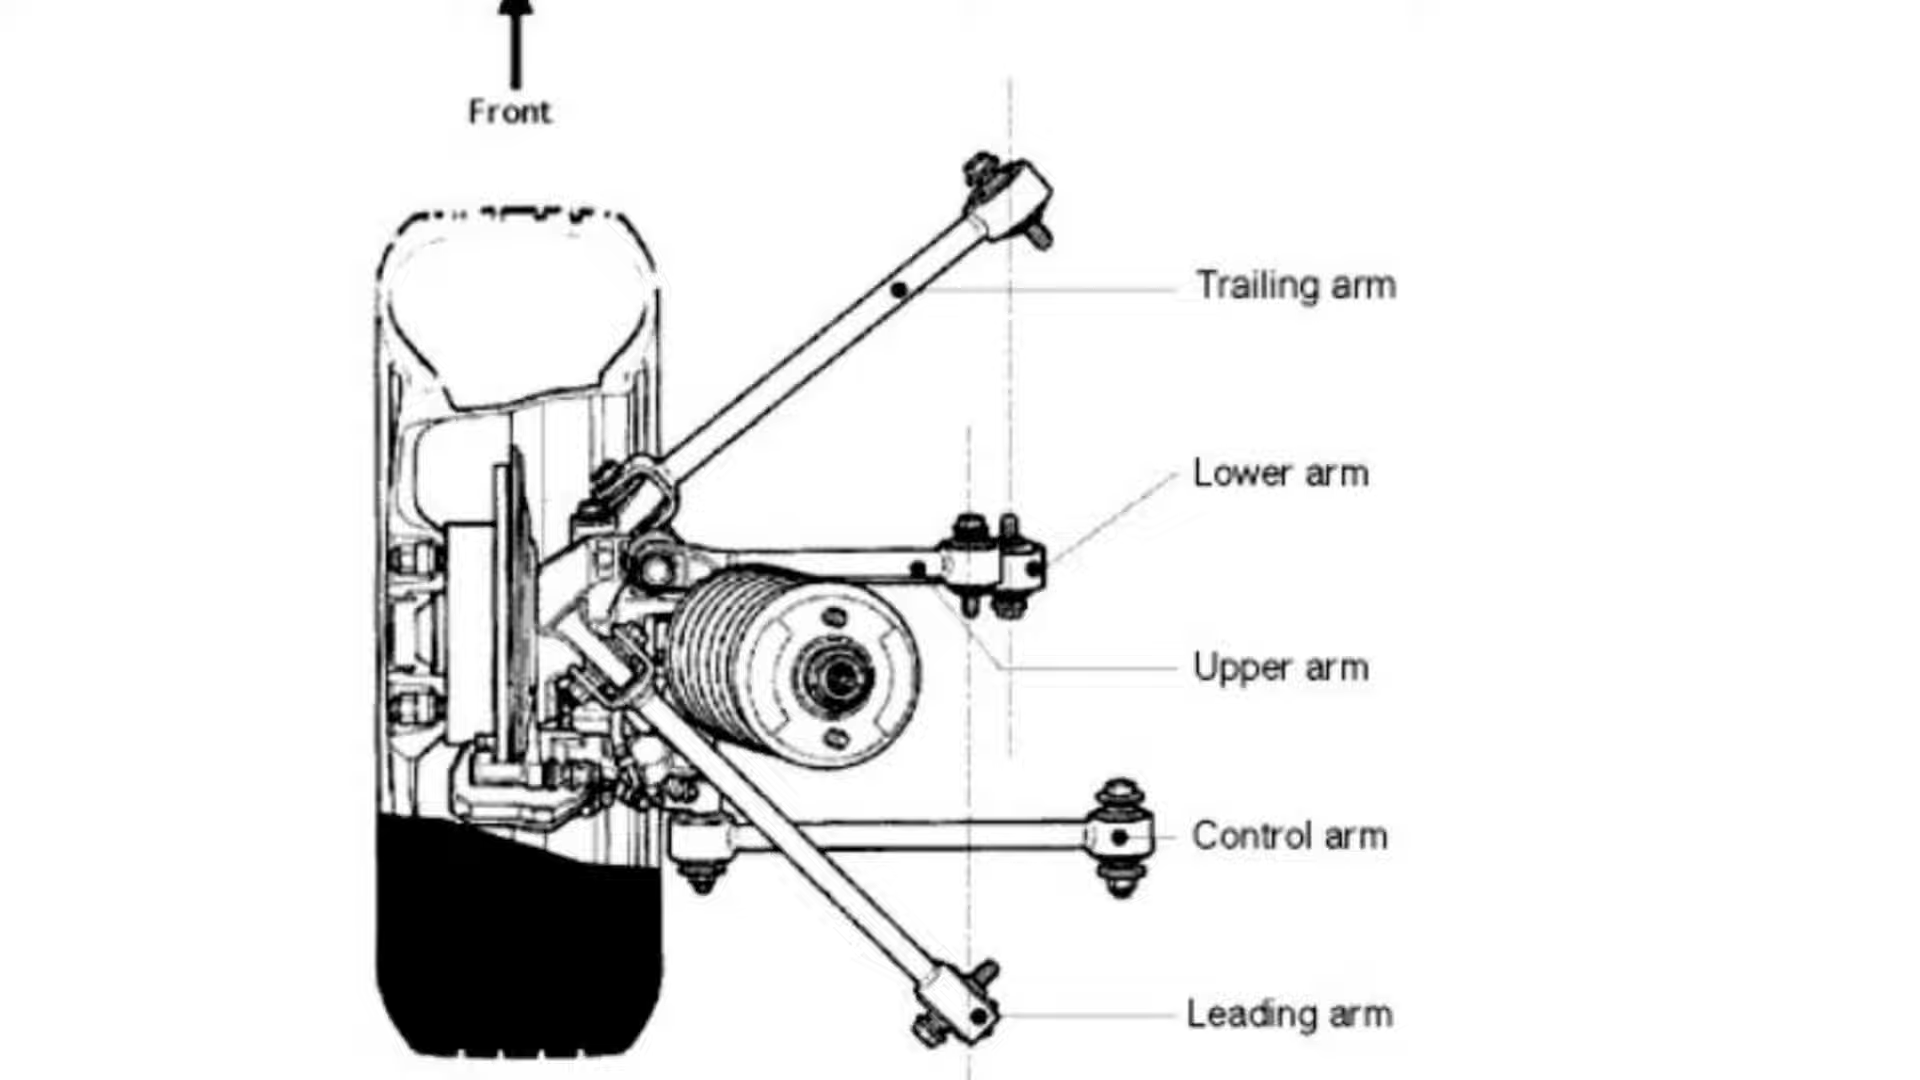 Front
Trailing arm
Lower arm
Upper arm
Control arm
Leading arm